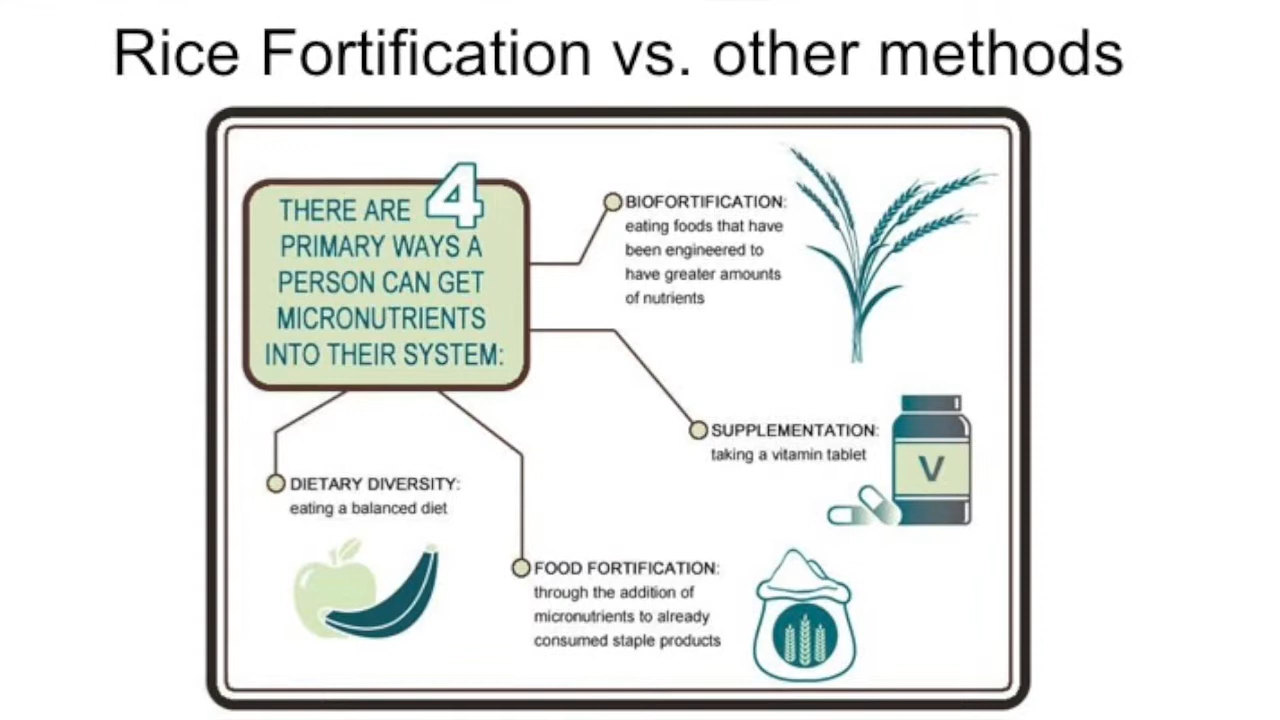 Rice Fortification vs. other methods
THERE ARE 4
PRIMARY WAYS A
PERSON CAN GET
MICRONUTRIENTS
INTO THEIR SYSTEM:
BIOFORTIFICATION:
eating foods that have
been engineered to
have greater amounts
of nutrients
SUPPLEMENTATION:
taking a vitamin tablet
V
DIETARY DIVERSITY:
eating a balanced diet
FOOD FORTIFICATION:
through the addition of
micronutrients to already
consumed staple products